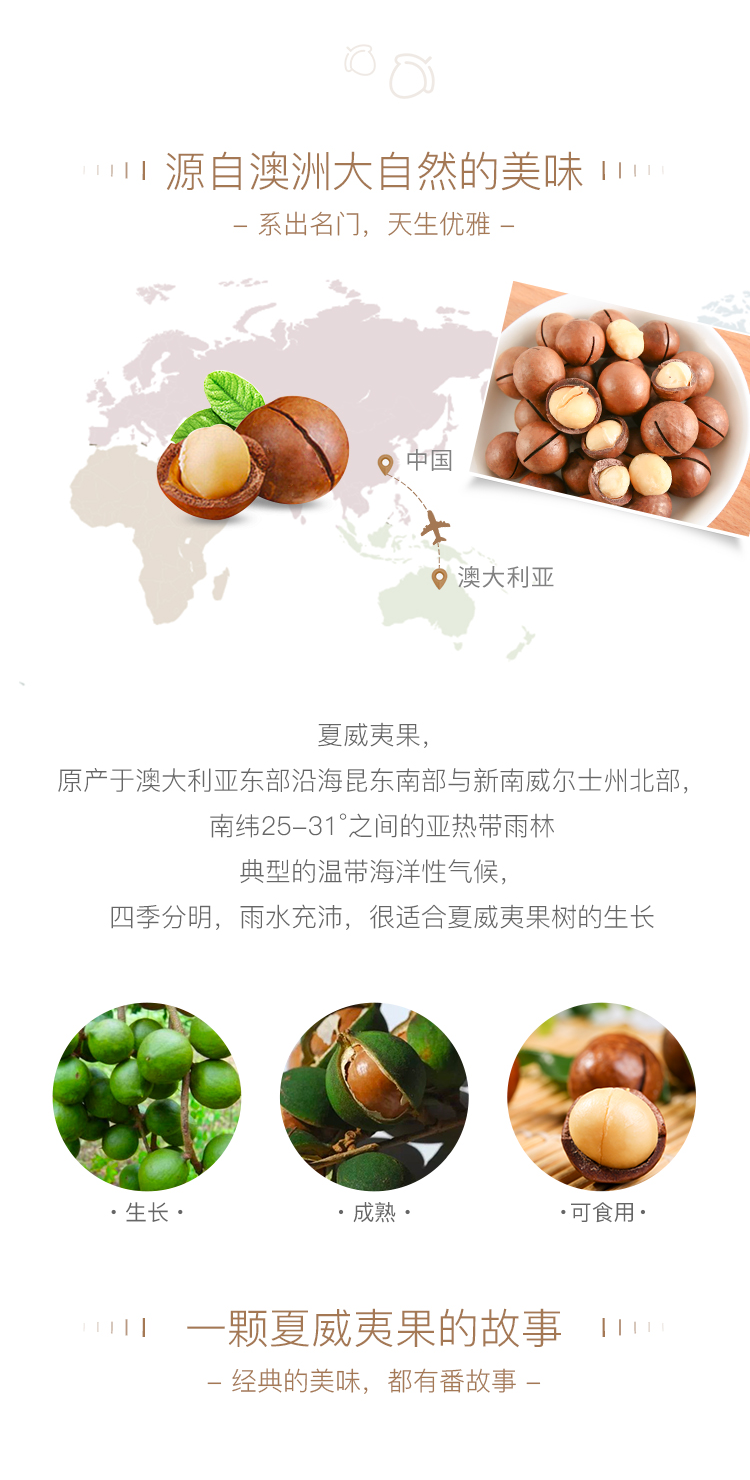 源自澳洲大自然的美味
– 系出名门，天生优雅 –
中国
澳大利亚
夏威夷果，
原产于澳大利亚东部沿海昆东南部与新南威尔士州北部，
南纬25-31°之间的亚热带雨林
典型的温带海洋性气候，
四季分明，雨水充沛，很适合夏威夷果树的生长
· 生长 ·
· 成熟 ·
·可食用·
一颗夏威夷果的故事
– 经典的美味，都有番故事 –